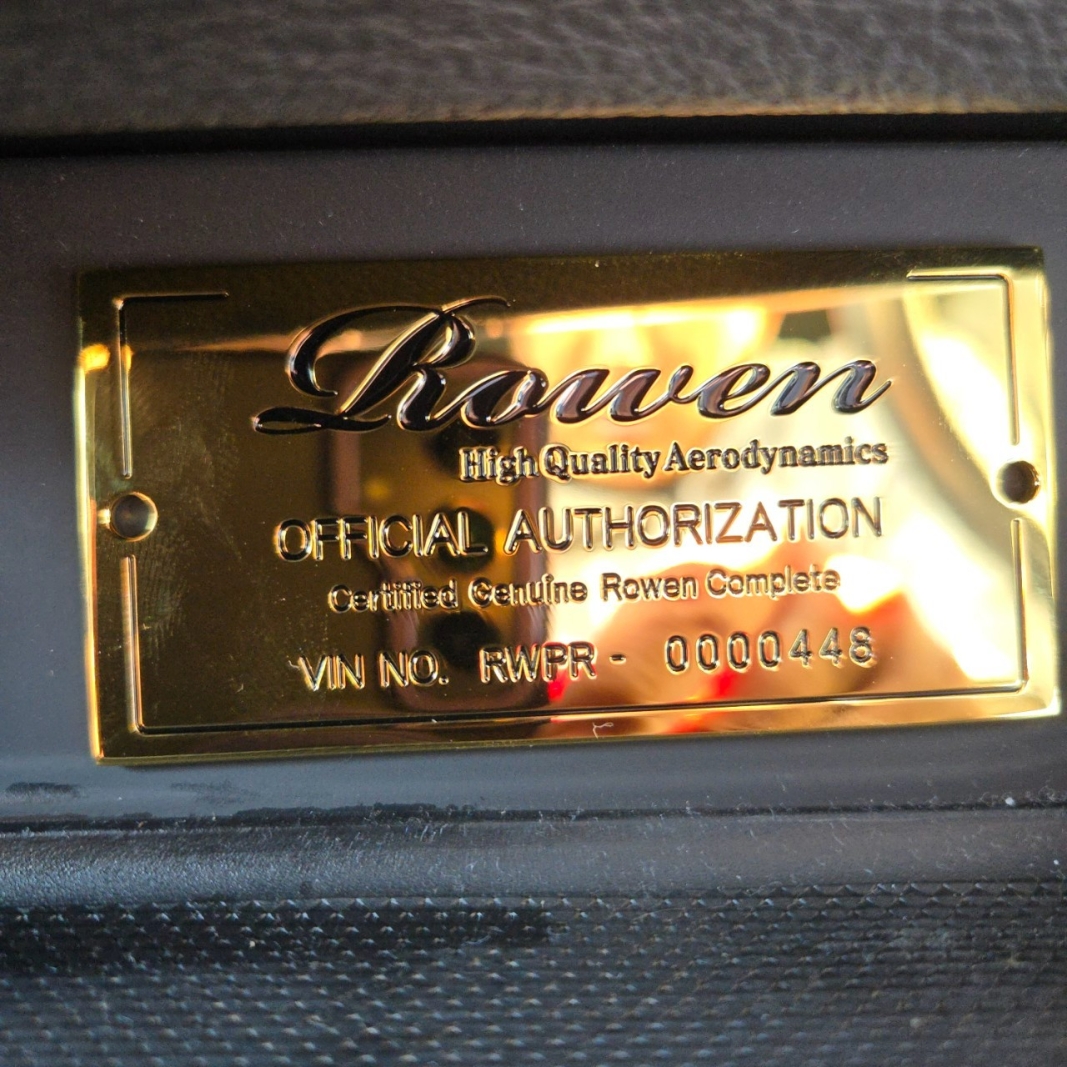 Rowen
High Quality Aerodynamics
OFFICIAL AUTHORIZATION
Certified Genuine Rowen Complete
VIN NO. RWPR - 0000448